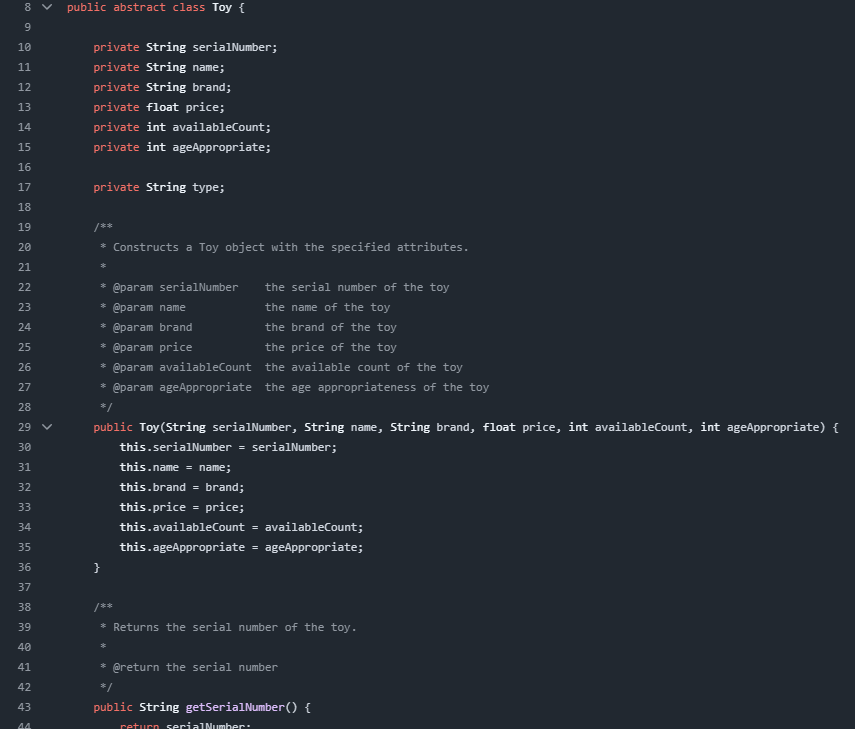 8 public abstract class Toy {
9
10 private String serialNumber;
11 private String name;
12 private String brand;
13 private float price;
14 private int availableCount;
15 private int ageAppropriate;
16
17 private String type;
18
19 /**
20 * Constructs a Toy object with the specified attributes.
21 *
22 * @param serialNumber    the serial number of the toy
23 * @param name            the name of the toy
24 * @param brand           the brand of the toy
25 * @param price           the price of the toy
26 * @param availableCount  the available count of the toy
27 * @param ageAppropriate  the age appropriateness of the toy
28 */
29 public Toy(String serialNumber, String name, String brand, float price, int availableCount, int ageAppropriate) {
30 this.serialNumber = serialNumber;
31 this.name = name;
32 this.brand = brand;
33 this.price = price;
34 this.availableCount = availableCount;
35 this.ageAppropriate = ageAppropriate;
36 }
37
38 /**
39 * Returns the serial number of the toy.
40 *
41 * @return the serial number
42 */
43 public String getSerialNumber() {
44 return serialNumber;